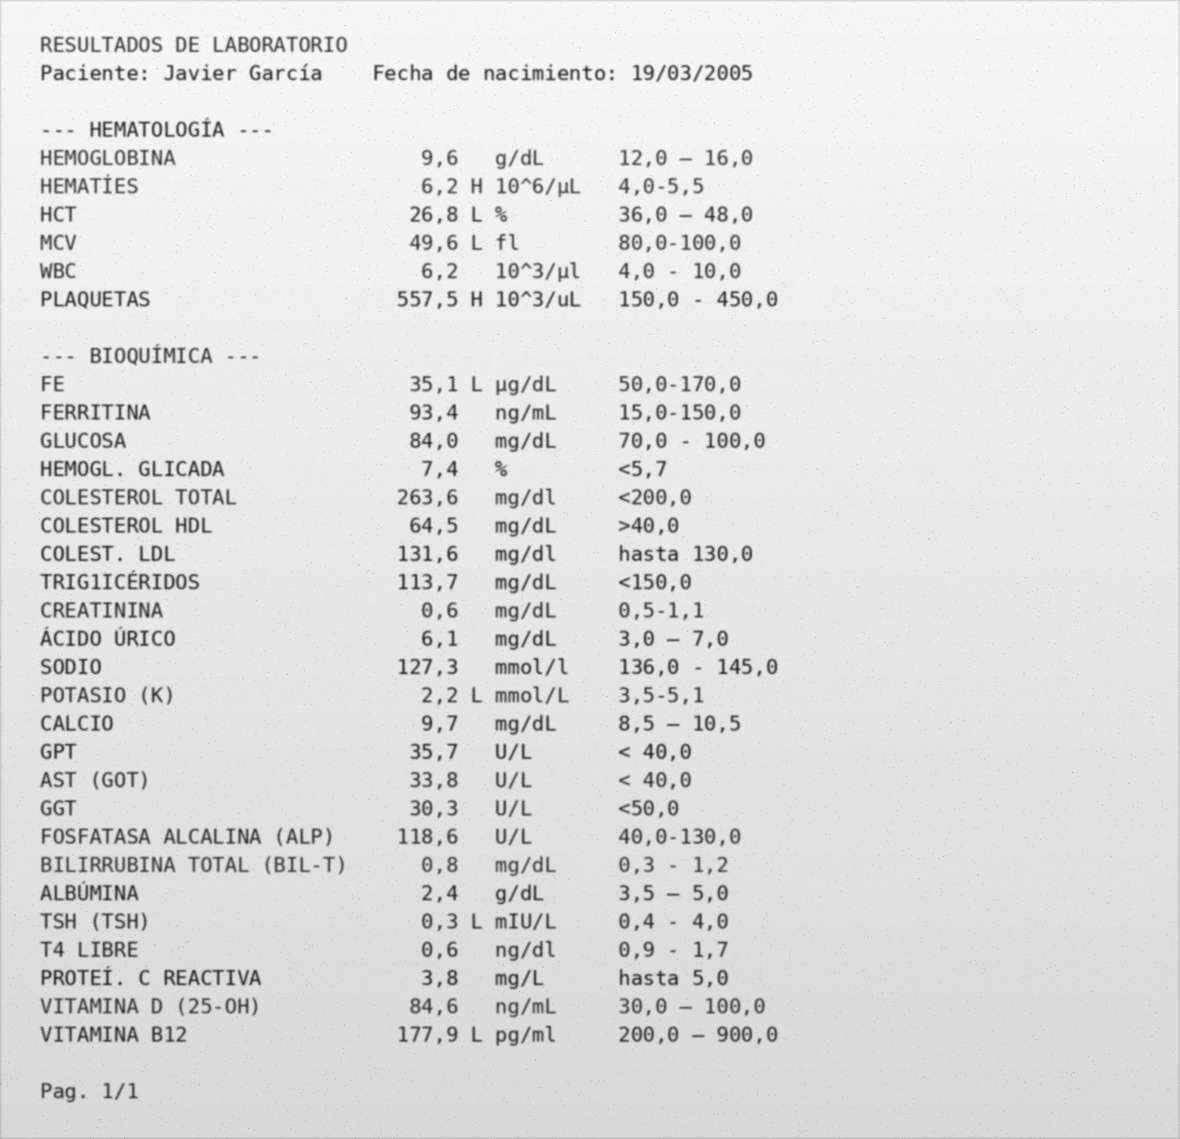 RESULTADOS DE LABORATORIO
Paciente: Javier García    Fecha de nacimiento: 19/03/2005
--- HEMATOLOGÍA ---
HEMOGLOBINA 9,6 g/dL 12,0 – 16,0
HEMATÍES 6,2 H 10^6/µL 4,0-5,5
HCT 26,8 L % 36,0 – 48,0
MCV 49,6 L fl 80,0-100,0
WBC 6,2 10^3/µl 4,0 - 10,0
PLAQUETAS 557,5 H 10^3/uL 150,0 - 450,0
--- BIOQUÍMICA ---
FE 35,1 L µg/dL 50,0-170,0
FERRITINA 93,4 ng/mL 15,0-150,0
GLUCOSA 84,0 mg/dL 70,0 - 100,0
HEMOGL. GLICADA 7,4 % <5,7
COLESTEROL TOTAL 263,6 mg/dl <200,0
COLESTEROL HDL 64,5 mg/dL >40,0
COLEST. LDL 131,6 mg/dl hasta 130,0
TRIG1ICÉRIDOS 113,7 mg/dL <150,0
CREATININA 0,6 mg/dL 0,5-1,1
ÁCIDO ÚRICO 6,1 mg/dL 3,0 – 7,0
SODIO 127,3 mmol/l 136,0 - 145,0
POTASIO (K) 2,2 L mmol/L 3,5-5,1
CALCIO 9,7 mg/dL 8,5 – 10,5
GPT 35,7 U/L < 40,0
AST (GOT) 33,8 U/L < 40,0
GGT 30,3 U/L <50,0
FOSFATASA ALCALINA (ALP) 118,6 U/L 40,0-130,0
BILIRRUBINA TOTAL (BIL-T) 0,8 mg/dL 0,3 - 1,2
ALBÚMINA 2,4 g/dL 3,5 – 5,0
TSH (TSH) 0,3 L mIU/L 0,4 - 4,0
T4 LIBRE 0,6 ng/dl 0,9 - 1,7
PROTEÍ. C REACTIVA 3,8 mg/L hasta 5,0
VITAMINA D (25-OH) 84,6 ng/mL 30,0 – 100,0
VITAMINA B12 177,9 L pg/ml 200,0 – 900,0
Pag. 1/1